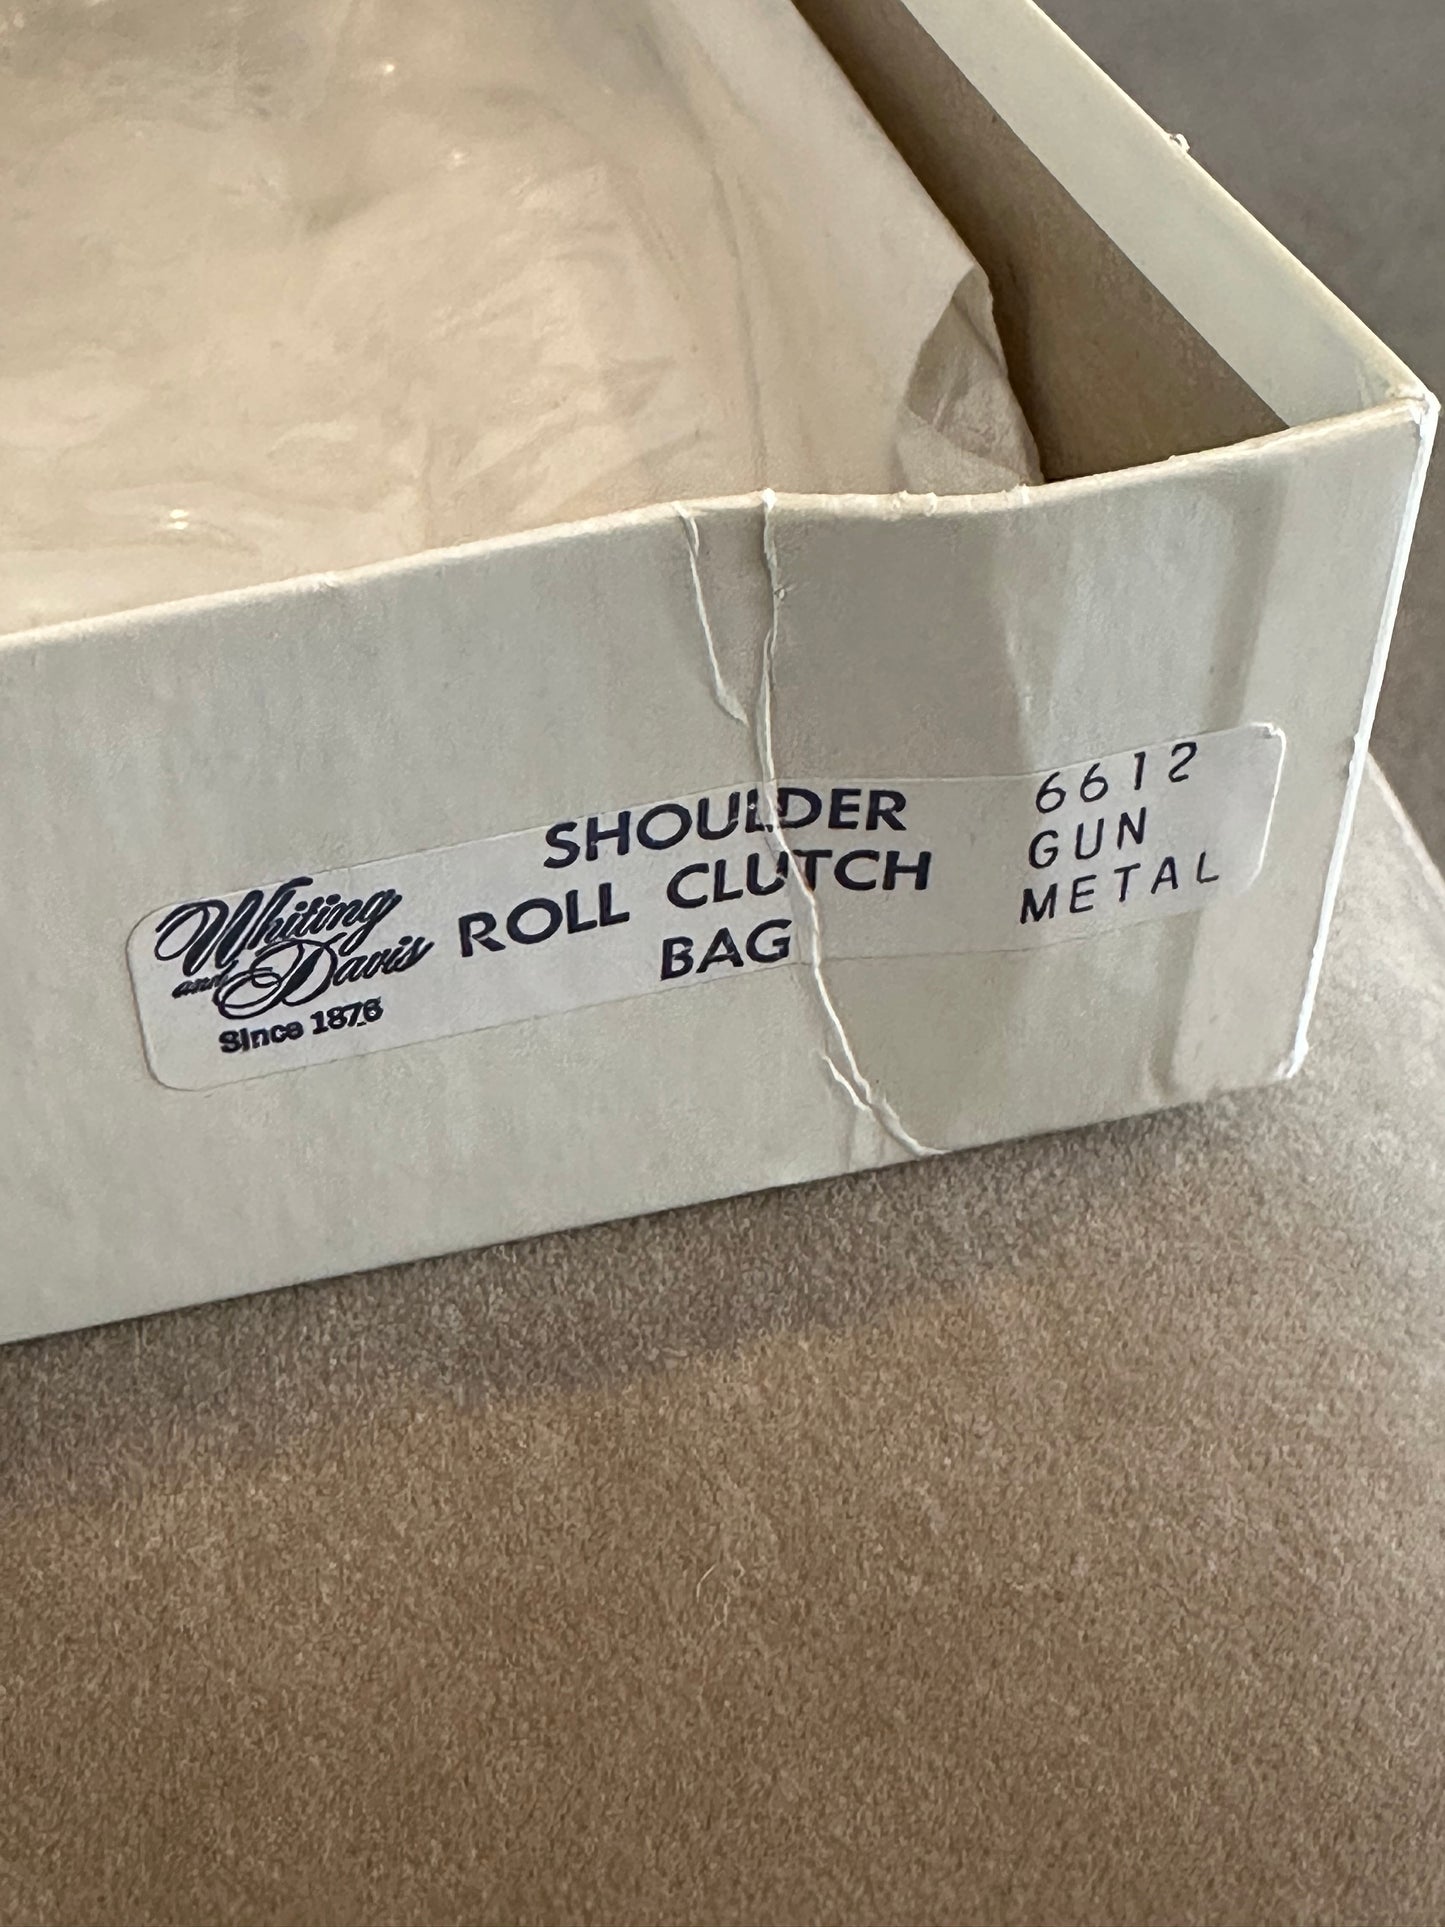 Whiting
and Davis
Since 1876
SHOULDER
ROLL CLUTCH
BAG
6612
GUN
METAL